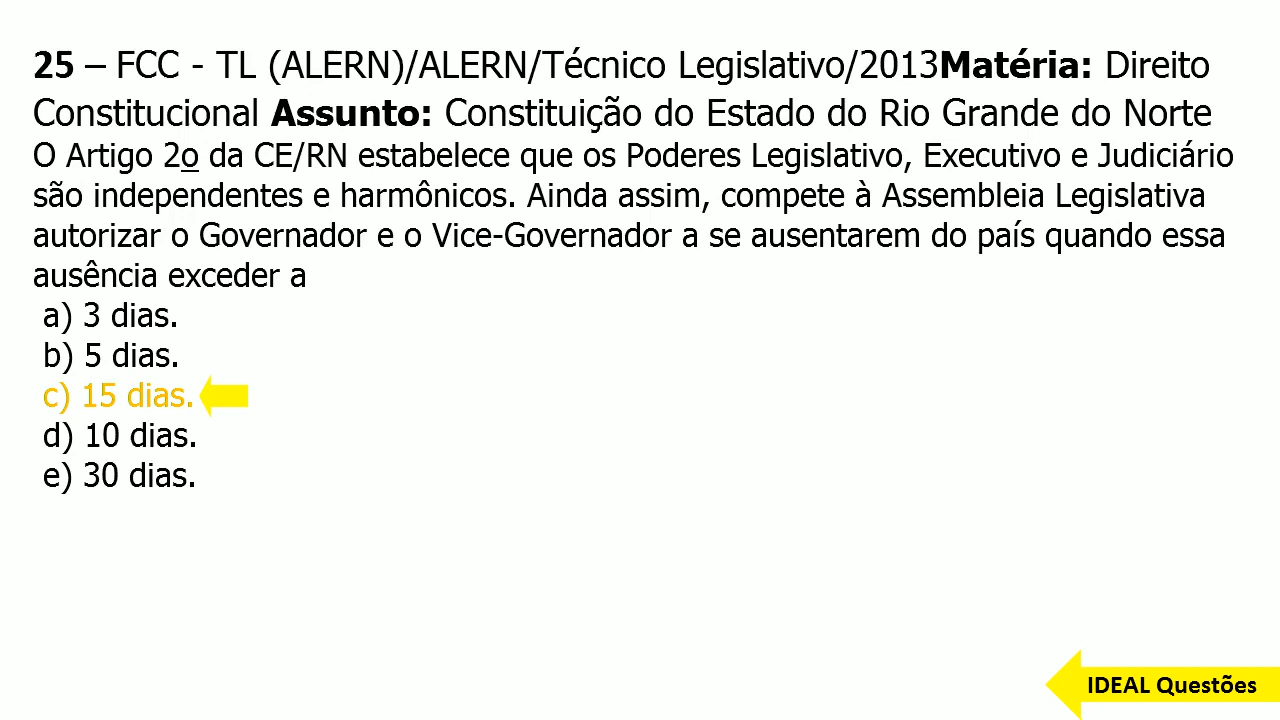 25 – FCC - TL (ALERN)/ALERN/Técnico Legislativo/2013Matéria: Direito
Constitucional Assunto: Constituição do Estado do Rio Grande do Norte
O Artigo 2o da CE/RN estabelece que os Poderes Legislativo, Executivo e Judiciário
são independentes e harmônicos. Ainda assim, compete à Assembleia Legislativa
autorizar o Governador e o Vice-Governador a se ausentarem do país quando essa
ausência exceder a
a) 3 dias.
b) 5 dias.
c) 15 dias.
d) 10 dias.
e) 30 dias.
IDEAL Questões